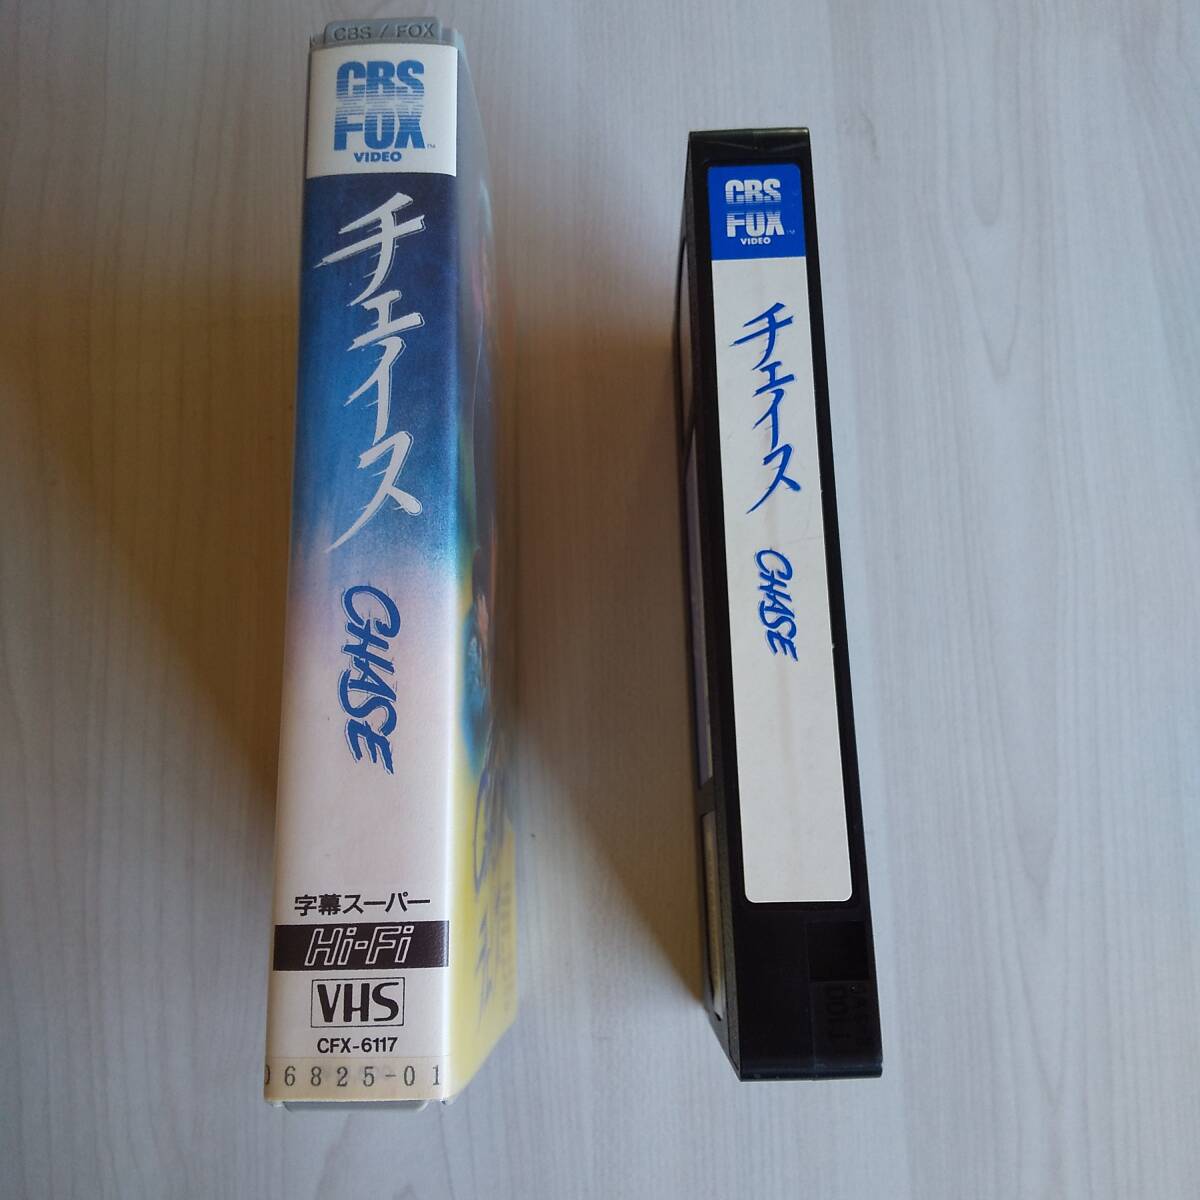 CBS / FOX
CBS
FOX
VIDEO
チェイス
CHASE
字幕スーパー
Hi-Fi
VHS
CFX-6117
06825-01
CBS
FOX
VIDEO
チェイス
CHASE
T100